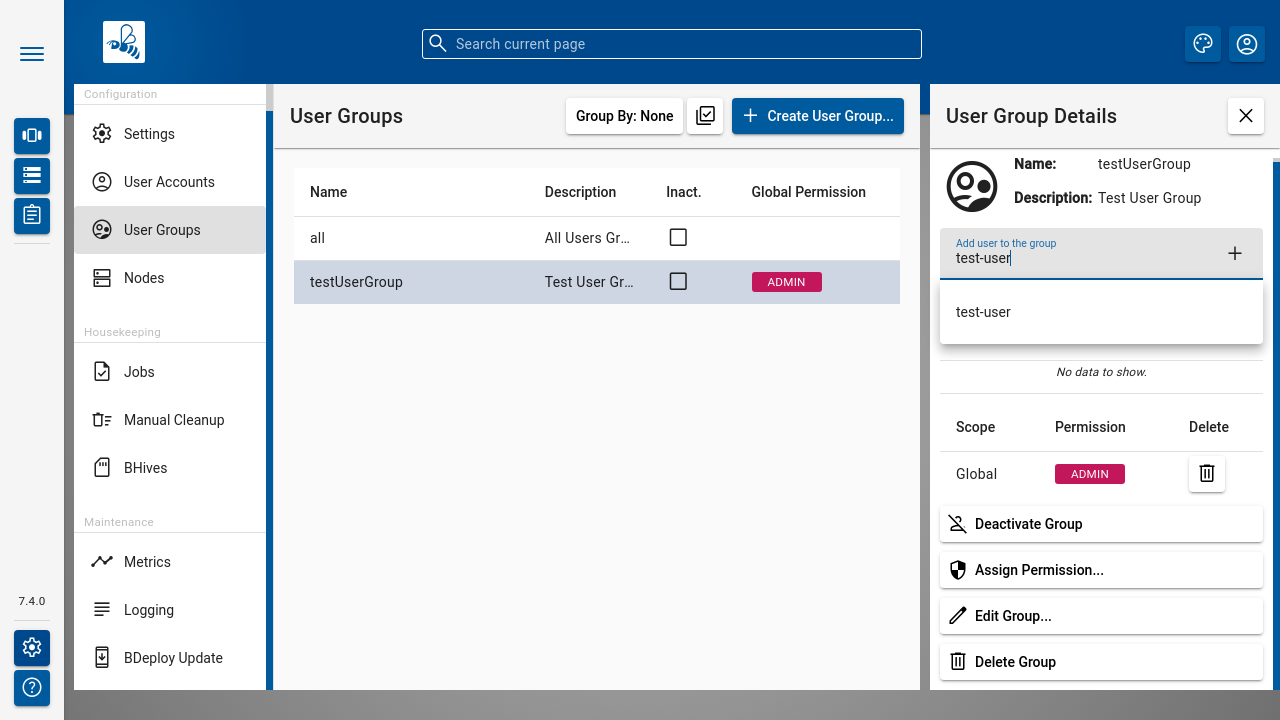 Search current page
Configuration
Settings
User Accounts
User Groups
Nodes
Housekeeping
Jobs
Manual Cleanup
BHives
Maintenance
Metrics
Logging
BDeploy Update
7.4.0
User Groups
Group By: None
Create User Group...
Name Description Inact. Global Permission
all All Users Gr...
testUserGroup Test User Gr... ADMIN
User Group Details
Name: testUserGroup
Description: Test User Group
Add user to the group
test-user
test-user
No data to show.
Scope Permission Delete
Global ADMIN
Deactivate Group
Assign Permission...
Edit Group...
Delete Group